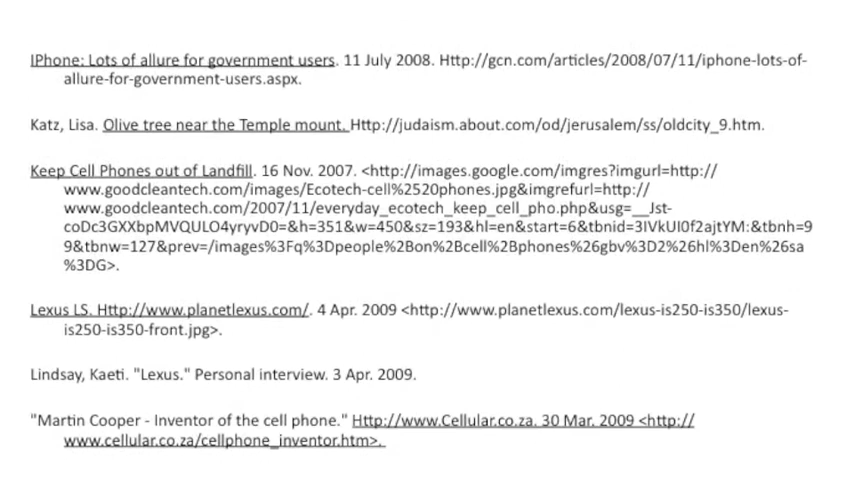 IPhone: Lots of allure for government users. 11 July 2008. Http://gcn.com/articles/2008/07/11/iphone-lots-of-
allure-for-government-users.aspx.
Katz, Lisa. Olive tree near the Temple mount. Http://judaism.about.com/od/jerusalem/ss/oldcity_9.htm.
Keep Cell Phones out of Landfill. 16 Nov. 2007. <http://images.google.com/imgres?imgurl=http://
www.goodcleantech.com/images/Ecotech-cell%2520phones.jpg&imgrefurl=http://
www.goodcleantech.com/2007/11/everyday_ecotech_keep_cell_pho.php&usg=__Jst-
coDc3GXXbpMVQULO4yryvD0=&h=351&w=450&sz=193&hl=en&start=6&tbnid=3IVkUI0f2ajtYM:&tbnh=9
9&tbnw=127&prev=/images%3Fq%3Dpeople%2Bon%2Bcell%2Bphones%26gbv%3D2%26hl%3Den%26sa
%3DG>.
Lexus LS. Http://www.planetlexus.com/. 4 Apr. 2009 <http://www.planetlexus.com/lexus-is250-is350/lexus-
is250-is350-front.jpg>.
Lindsay, Kaeti. "Lexus." Personal interview. 3 Apr. 2009.
"Martin Cooper - Inventor of the cell phone." Http://www.Cellular.co.za. 30 Mar. 2009 <http://
www.cellular.co.za/cellphone_inventor.htm>.